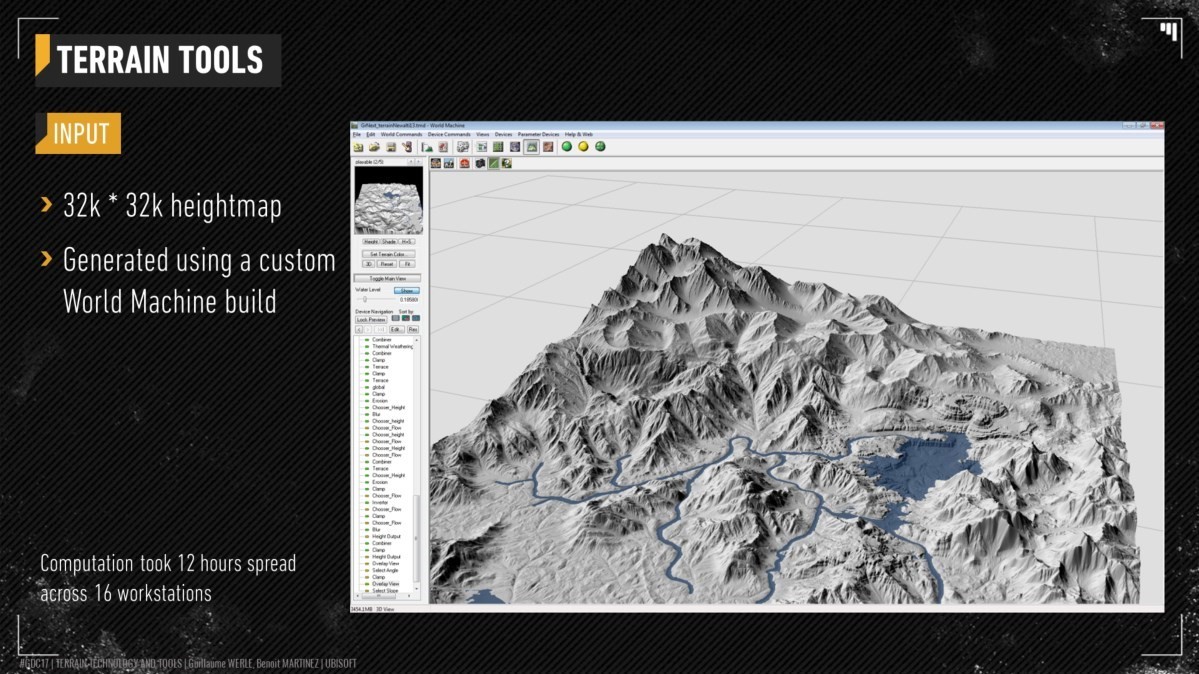 TERRAIN TOOLS
INPUT
32k * 32k heightmap
Generated using a custom
World Machine build
Computation took 12 hours spread
across 16 workstations
World Machine
File Edit World Commands Device Commands Views Devices Parameter Devices Help & Web
Height Shade H+S
Set Terrain Color...
3D Reset Fit
Toggle Main View
Water Level Show
Device Navigation Sort by:
Lock Preview
Edit...
Combiner
Thermal Weathering
Combiner
Clamp
Terrace
Clamp
Terrace
global
Clamp
Erosion
Chooser_Height
Blur
Chooser_height
Chooser_Flow
Chooser_height
Chooser_Flow
Chooser_Height
Chooser_Flow
Combiner
Terrace
Chooser_Height
Erosion
Clamp
Chooser_Flow
Inverter
Chooser_Flow
Clamp
Chooser_Flow
Blur
Height Output
Combiner
Clamp
Height Output
Overlay View
Select Angle
Clamp
Overlay View
Select Slope
3D View
#GDC17 | TERRAIN TECHNOLOGY AND TOOLS | Guillaume WERLE, Benoit MARTINEZ | UBISOFT